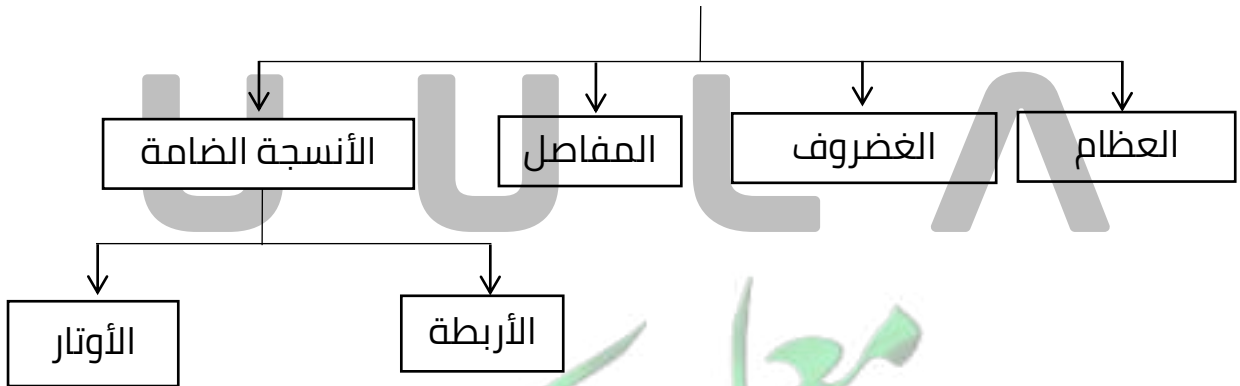 العظام
الغضروف
المفاصل
الأنسجة الضامة
الأربطة
الأوتار
U U L A